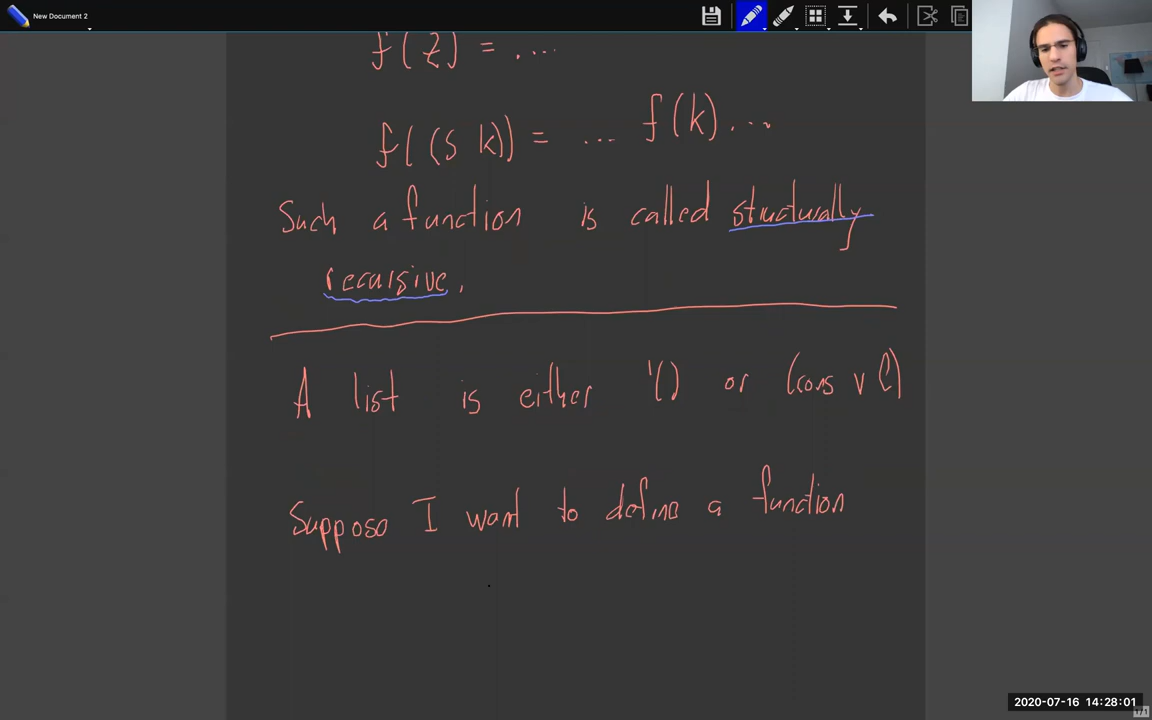 New Document 2
f(Z) = ....
f((S k)) = ... f(k)...
Such a function is called structurally
recursive.
A list is either '() or (cons v l)
Suppose I want to define a function
2020-07-16 14:28:01